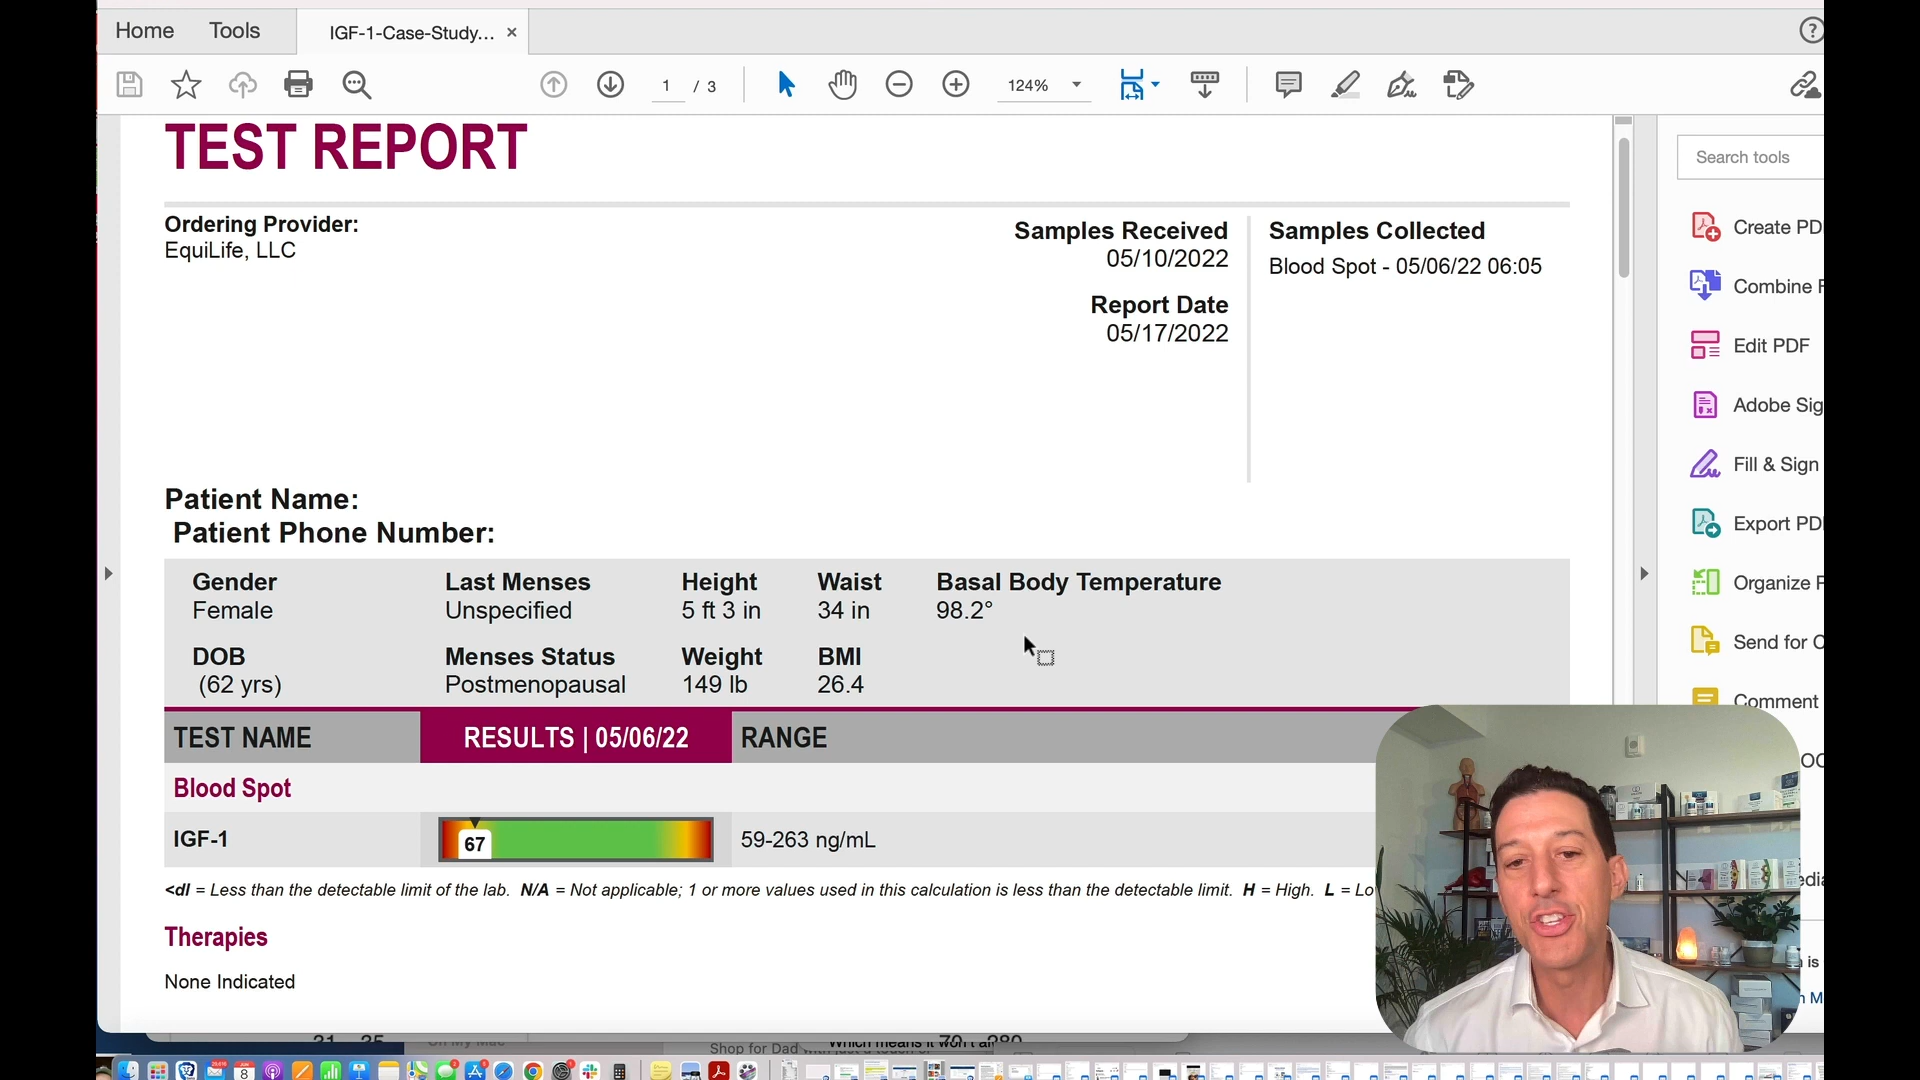 Home Tools IGF-1-Case-Study... ×
1 / 3 124%
TEST REPORT
Ordering Provider:
EquiLife, LLC
Samples Received
05/10/2022
Report Date
05/17/2022
Samples Collected
Blood Spot - 05/06/22 06:05
Patient Name:
Patient Phone Number:
Gender Last Menses Height Waist Basal Body Temperature
Female Unspecified 5 ft 3 in 34 in 98.2°
DOB Menses Status Weight BMI
(62 yrs) Postmenopausal 149 lb 26.4
TEST NAME RESULTS | 05/06/22 RANGE
Blood Spot
IGF-1 67 59-263 ng/mL
<dl = Less than the detectable limit of the lab. N/A = Not applicable; 1 or more values used in this calculation is less than the detectable limit. H = High. L = Lo
Therapies
None Indicated
Search tools
Create PD
Combine F
Edit PDF
Adobe Sig
Fill & Sign
Export PD
Organize P
Send for C
Comment
is
Shop for Dad